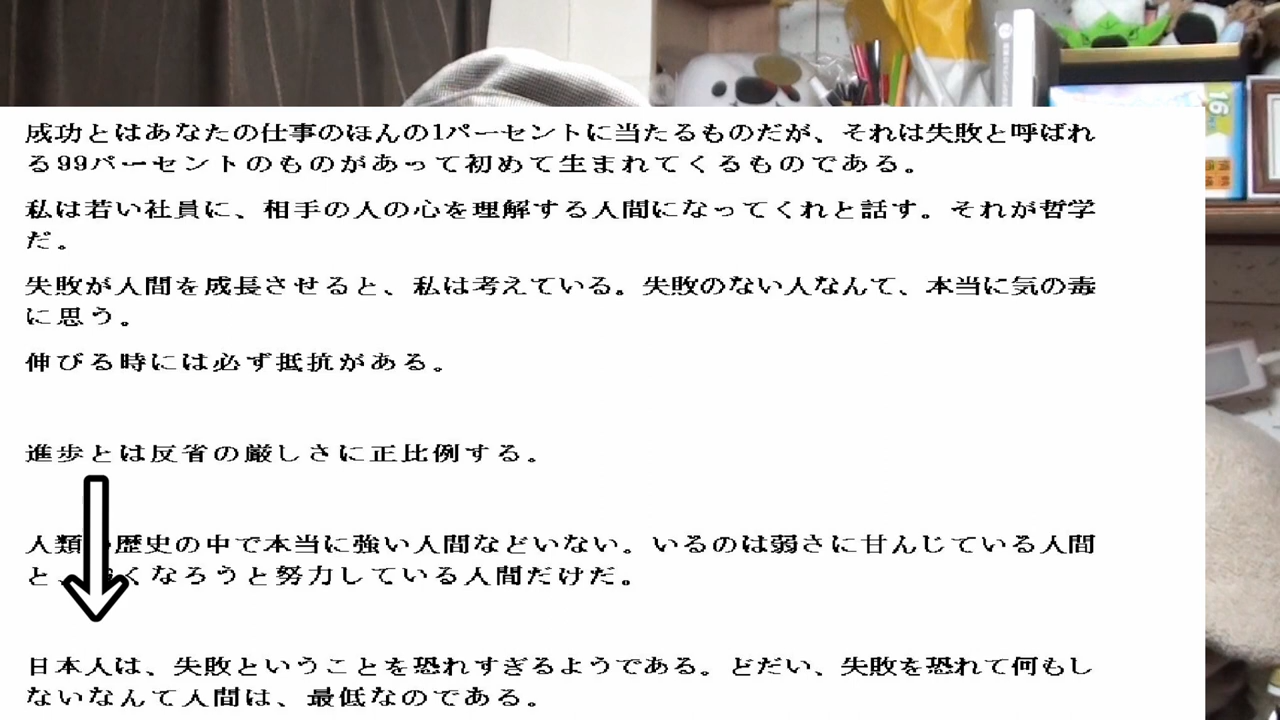 16
成功とはあなたの仕事のほんの1パーセントに当たるものだが、それは失敗と呼ばれ
る99パーセントのものがあって初めて生まれてくるものである。
私は若い社員に、相手の人の心を理解する人間になってくれと話す。それが哲学
だ。
失敗が人間を成長させると、私は考えている。失敗のない人なんて、本当に気の毒
に思う。
伸びる時には必ず抵抗がある。
進歩とは反省の厳しさに正比例する。
人類 歴史の中で本当に強い人間などいない。いるのは弱さに甘んじている人間
と、 くなろうと努力している人間だけだ。
日本人は、失敗ということを恐れすぎるようである。どだい、失敗を恐れて何もし
ないなんて人間は、最低なのである。